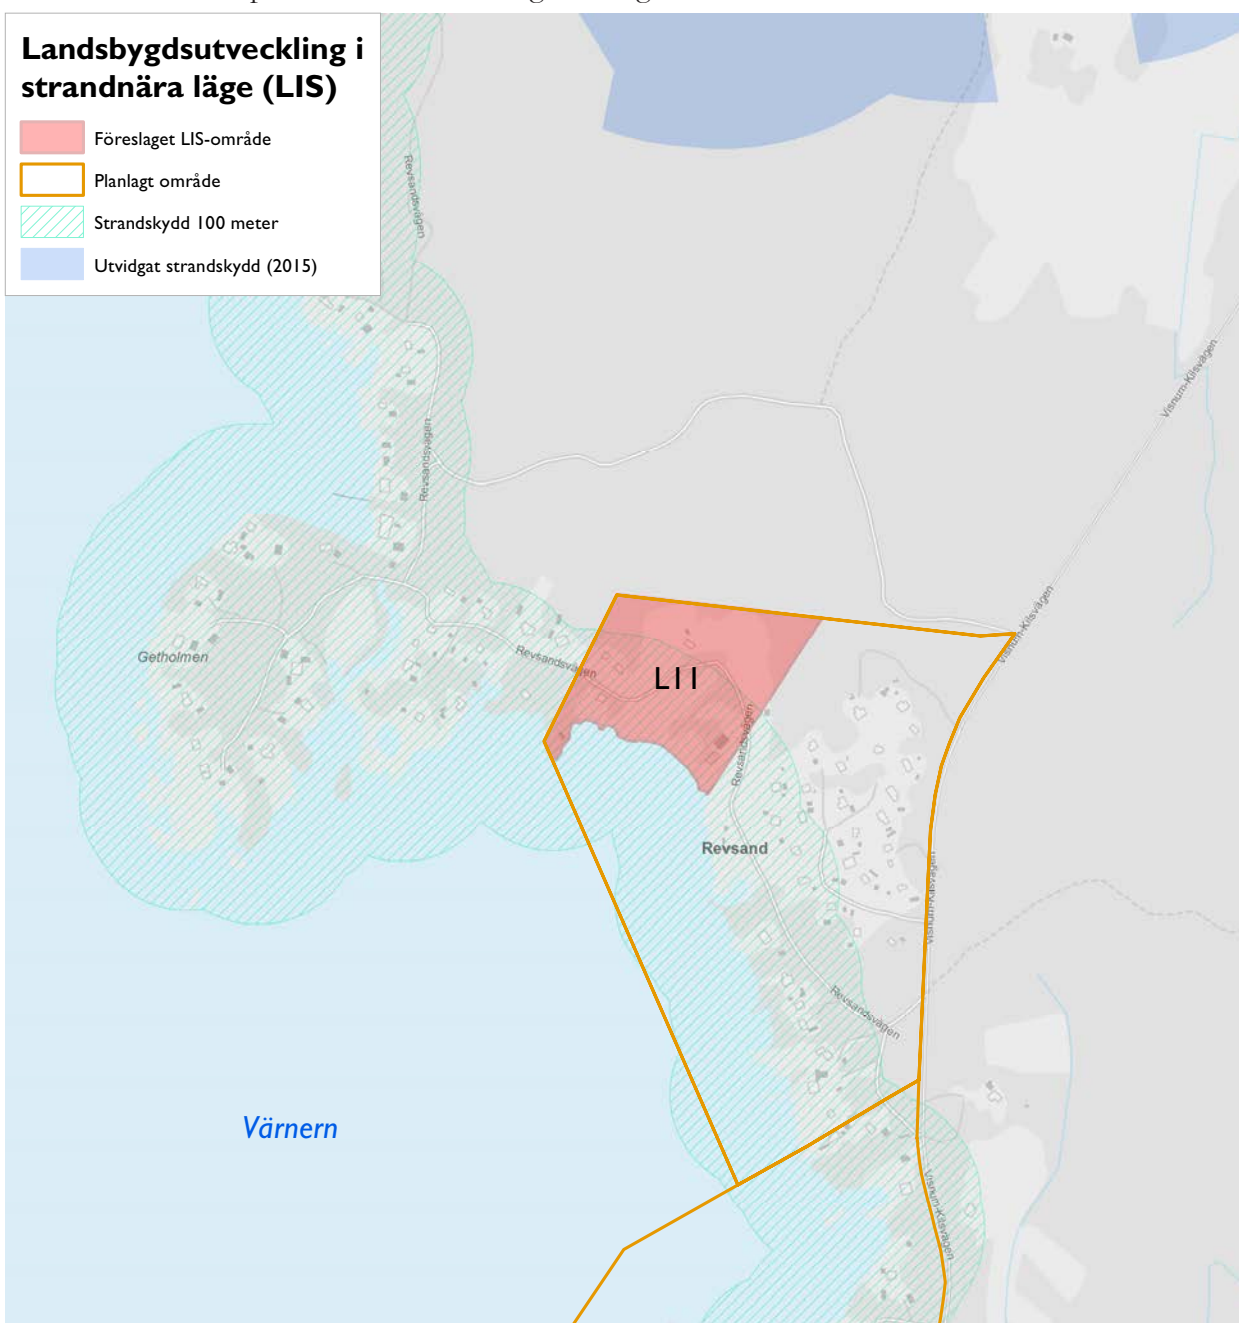 Landsbygdsutveckling i
strandnära läge (LIS)
Föreslaget LIS-område
Planlagt område
Strandskydd 100 meter
Utvidgat strandskydd (2015)
Revsandsvägen
Visnum-Kilsvägen
Revsandsvägen
Visnum-Kilsvägen
Getholmen
Revsandsvägen
L11
Revsandsvägen
Revsand
Visnum-Kilsvägen
Revsandsvägen
Värnern
Visnum-Kilsvägen